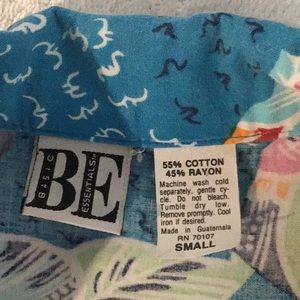 BASIC
BE
ESSENTIALS™
55% COTTON
45% RAYON
Machine wash cold
separately, gentle cy-
cle. Do not bleach.
Tumble dry low.
Remove promptly. Cool
iron if desired.
Made in Guatemala
RN 70107
SMALL